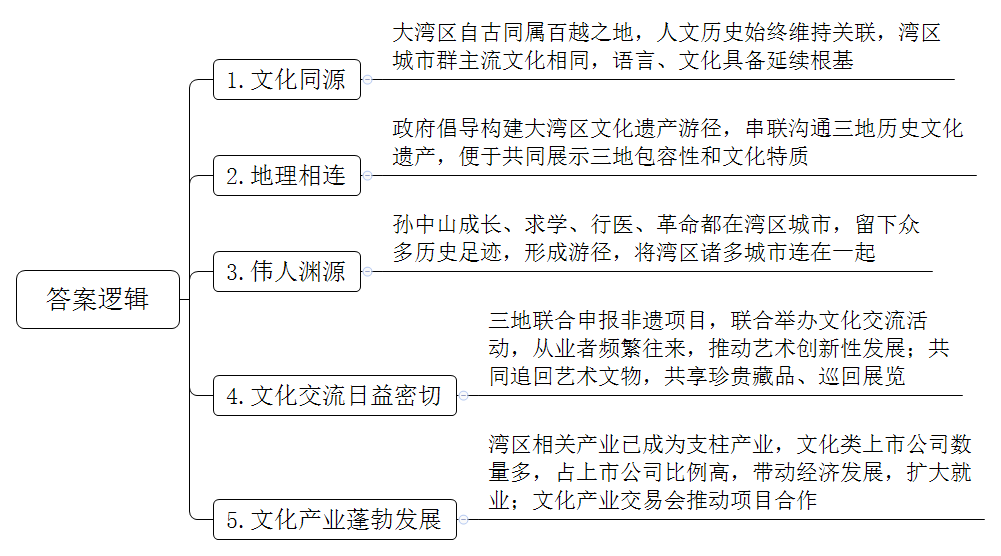 大湾区自古同属百越之地，人文历史始终维持关联，湾区
城市群主流文化相同，语言、文化具备延续根基
1.文化同源
政府倡导构建大湾区文化遗产游径，串联沟通三地历史文化
遗产，便于共同展示三地包容性和文化特质
2.地理相连
孙中山成长、求学、行医、革命都在湾区城市，留下众
多历史足迹，形成游径，将湾区诸多城市连在一起
3.伟人渊源
答案逻辑
三地联合申报非遗项目，联合举办文化交流活
动，从业者频繁往来，推动艺术创新性发展；共
同追回艺术文物，共享珍贵藏品、巡回展览
4.文化交流日益密切
湾区相关产业已成为支柱产业，文化类上市公司数
量多，占上市公司比例高，带动经济发展，扩大就
业；文化产业交易会推动项目合作
5.文化产业蓬勃发展